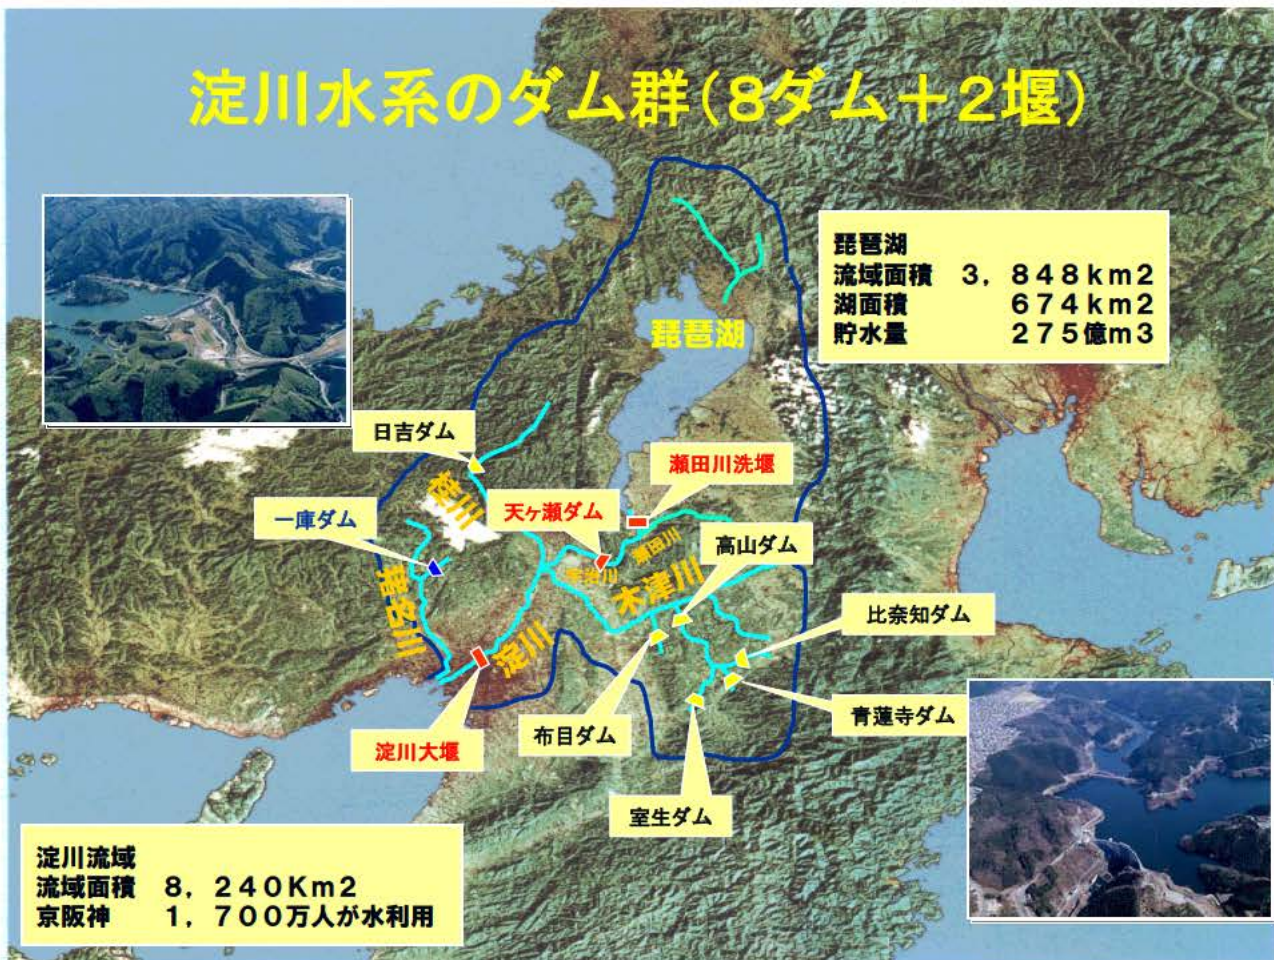 淀川水系のダム群（8ダム＋2堰）
琵琶湖
流域面積　3，848km2
湖面積　674km2
貯水量　275億m3
琵琶湖
日吉ダム
瀬田川洗堰
桂川
一庫ダム
天ヶ瀬ダム
高山ダム
瀬田川
宇治川
木津川
猪名川
比奈知ダム
淀川
青蓮寺ダム
布目ダム
淀川大堰
室生ダム
淀川流域
流域面積　8，240Km2
京阪神　1，700万人が水利用